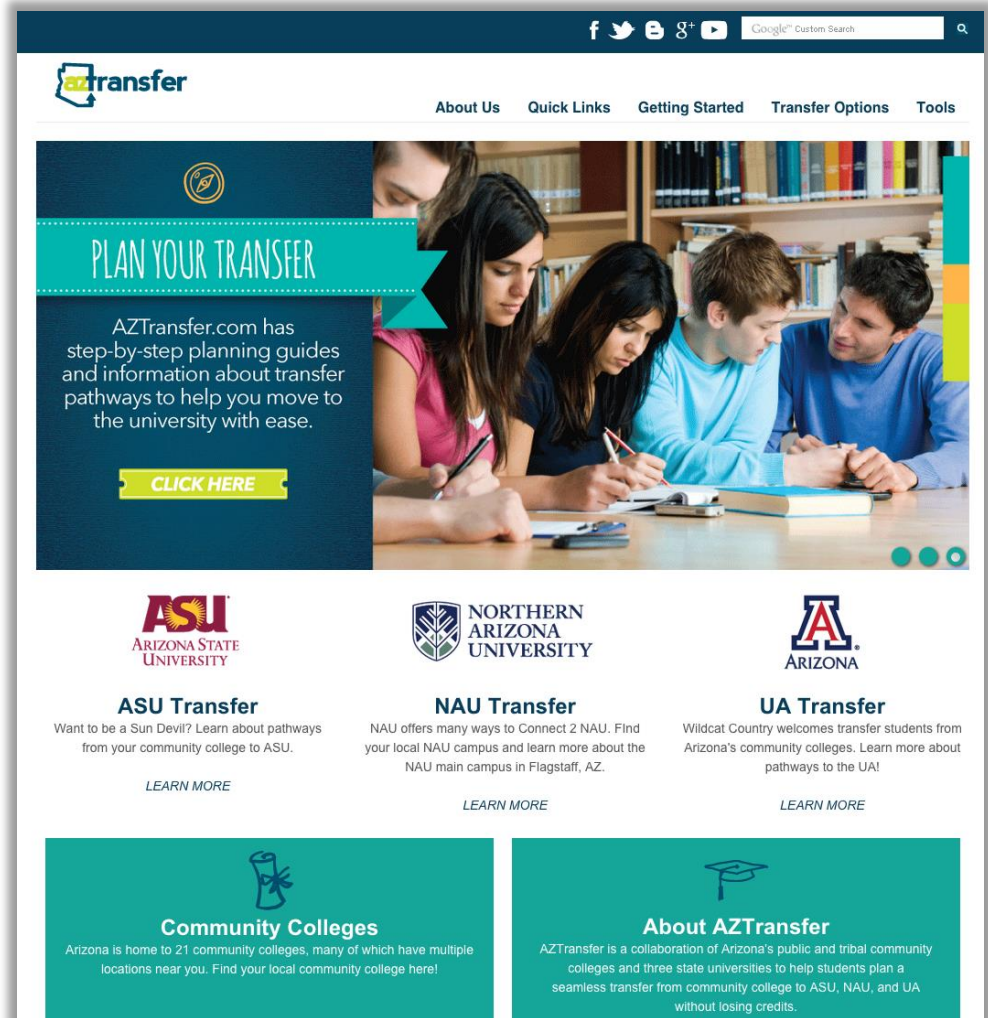 f 8+ Google™ Custom Search
aztransfer
About Us Quick Links Getting Started Transfer Options Tools
PLAN YOUR TRANSFER
AZTransfer.com has
step-by-step planning guides
and information about transfer
pathways to help you move to
the university with ease.
CLICK HERE
ASU
ARIZONA STATE
UNIVERSITY
ASU Transfer
Want to be a Sun Devil? Learn about pathways
from your community college to ASU.
LEARN MORE
NORTHERN
ARIZONA
UNIVERSITY
NAU Transfer
NAU offers many ways to Connect 2 NAU. FInd
your local NAU campus and learn more about the
NAU main campus in Flagstaff, AZ.
LEARN MORE
A
ARIZONA
UA Transfer
Wildcat Country welcomes transfer students from
Arizona's community colleges. Learn more about
pathways to the UA!
LEARN MORE
Community Colleges
Arizona is home to 21 community colleges, many of which have multiple
locations near you. Find your local community college here!
About AZTransfer
AZTransfer is a collaboration of Arizona's public and tribal community
colleges and three state universities to help students plan a
seamless transfer from community college to ASU, NAU, and UA
without losing credits.